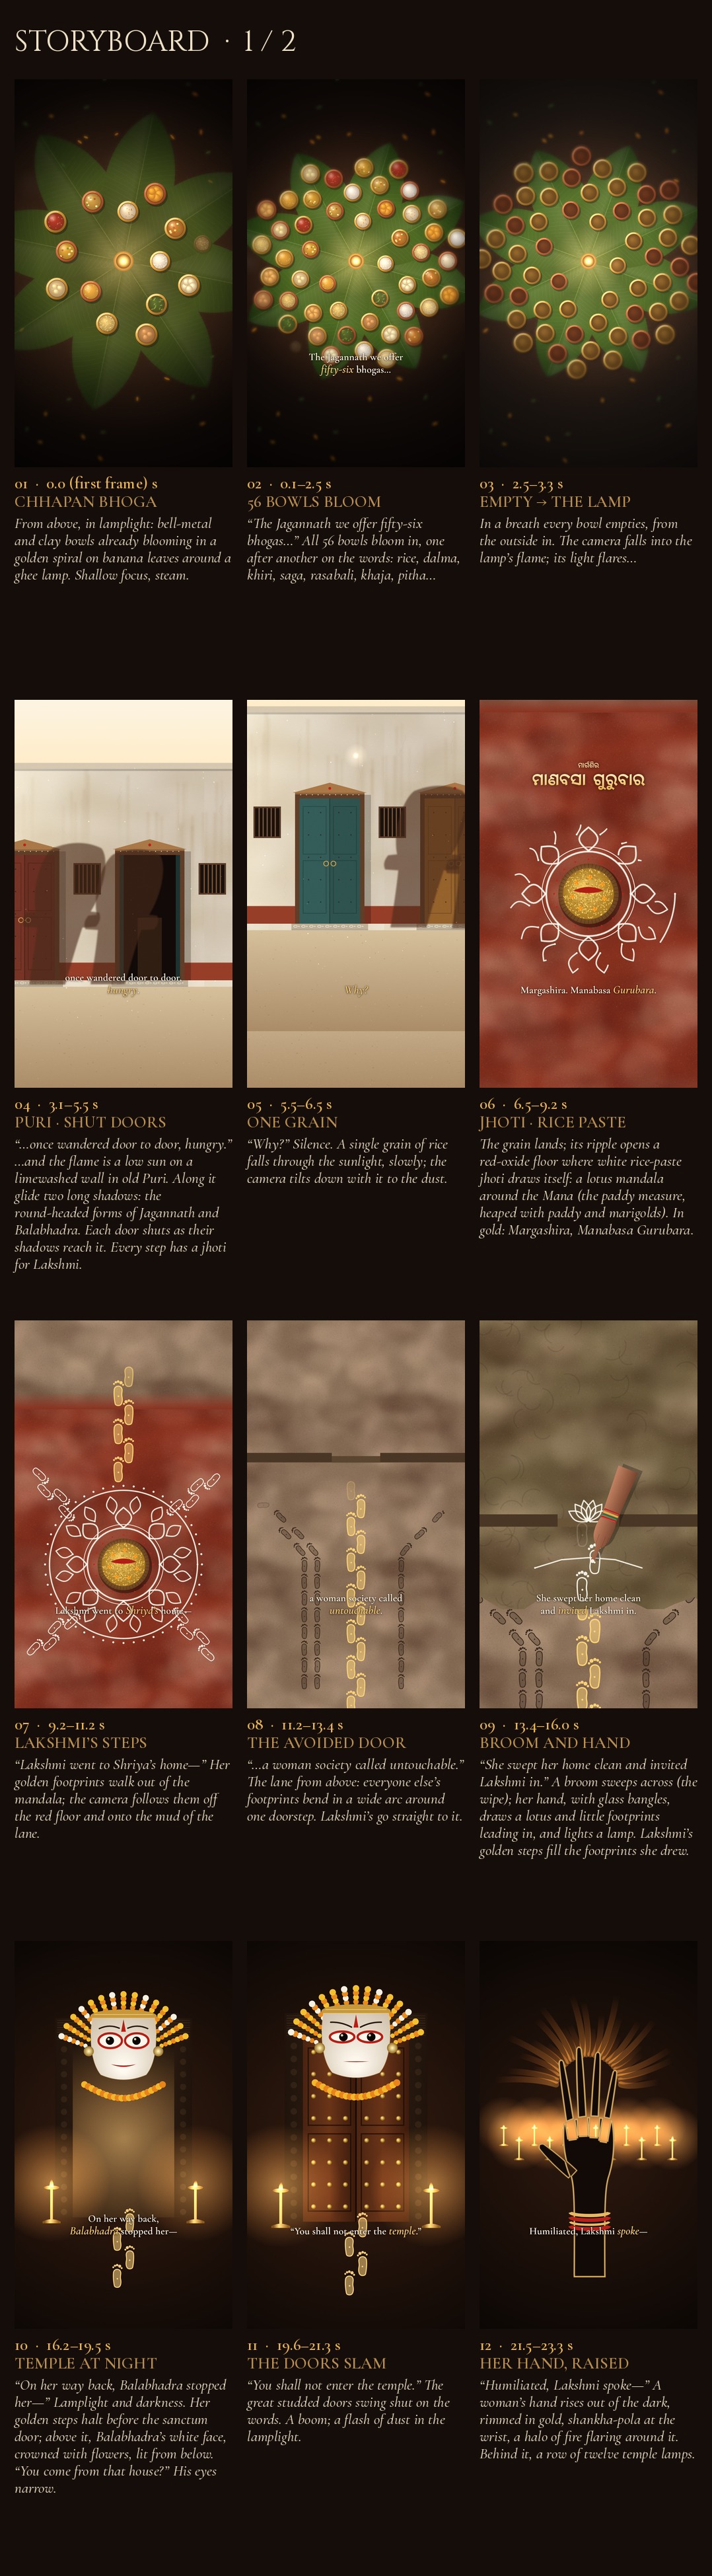 STORYBOARD · 1 / 2
The Jagannath we offer
fifty-six bhogas...
01 · 0.0 (first frame) s
CHHAPAN BHOGA
From above, in lamplight: bell-metal
and clay bowls already blooming in a
golden spiral on banana leaves around a
ghee lamp. Shallow focus, steam.
02 · 0.1–2.5 s
56 BOWLS BLOOM
“The Jagannath we offer fifty-six
bhogas...” All 56 bowls bloom in, one
after another on the words: rice, dalma,
khiri, saga, rasabali, khaja, pitha...
03 · 2.5–3.3 s
EMPTY → THE LAMP
In a breath every bowl empties, from
the outside in. The camera falls into the
lamp’s flame; its light flares...
once wandered door to door,
hungry.
Why?
ମାର୍ଗଶିର
ମାଣବସା ଗୁରୁବାର
Margashira. Manabasa Gurubara.
04 · 3.1–5.5 s
PURI · SHUT DOORS
“...once wandered door to door, hungry.”
...and the flame is a low sun on a
limewashed wall in old Puri. Along it
glide two long shadows: the
round-headed forms of Jagannath and
Balabhadra. Each door shuts as their
shadows reach it. Every step has a jhoti
for Lakshmi.
05 · 5.5–6.5 s
ONE GRAIN
“Why?” Silence. A single grain of rice
falls through the sunlight, slowly; the
camera tilts down with it to the dust.
06 · 6.5–9.2 s
JHOTI · RICE PASTE
The grain lands; its ripple opens a
red-oxide floor where white rice-paste
jhoti draws itself: a lotus mandala
around the Mana (the paddy measure,
heaped with paddy and marigolds). In
gold: Margashira, Manabasa Gurubara.
Lakshmi went to Shriya’s home—
a woman society called
untouchable.
She swept her home clean
and invited Lakshmi in.
07 · 9.2–11.2 s
LAKSHMI’S STEPS
“Lakshmi went to Shriya’s home—” Her
golden footprints walk out of the
mandala; the camera follows them off
the red floor and onto the mud of the
lane.
08 · 11.2–13.4 s
THE AVOIDED DOOR
“...a woman society called untouchable.”
The lane from above: everyone else’s
footprints bend in a wide arc around
one doorstep. Lakshmi’s go straight to it.
09 · 13.4–16.0 s
BROOM AND HAND
“She swept her home clean and invited
Lakshmi in.” A broom sweeps across (the
wipe); her hand, with glass bangles,
draws a lotus and little footprints
leading in, and lights a lamp. Lakshmi’s
golden steps fill the footprints she drew.
On her way back,
Balabhadra stopped her—
“You shall not enter the temple.”
Humiliated, Lakshmi spoke—
10 · 16.2–19.5 s
TEMPLE AT NIGHT
“On her way back, Balabhadra stopped
her—” Lamplight and darkness. Her
golden steps halt before the sanctum
door; above it, Balabhadra’s white face,
crowned with flowers, lit from below.
“You come from that house?” His eyes
narrow.
11 · 19.6–21.3 s
THE DOORS SLAM
“You shall not enter the temple.” The
great studded doors swing shut on the
words. A boom; a flash of dust in the
lamplight.
12 · 21.5–23.3 s
HER HAND, RAISED
“Humiliated, Lakshmi spoke—” A
woman’s hand rises out of the dark,
rimmed in gold, shankha-pola at the
wrist, a halo of fire flaring around it.
Behind it, a row of twelve temple lamps.